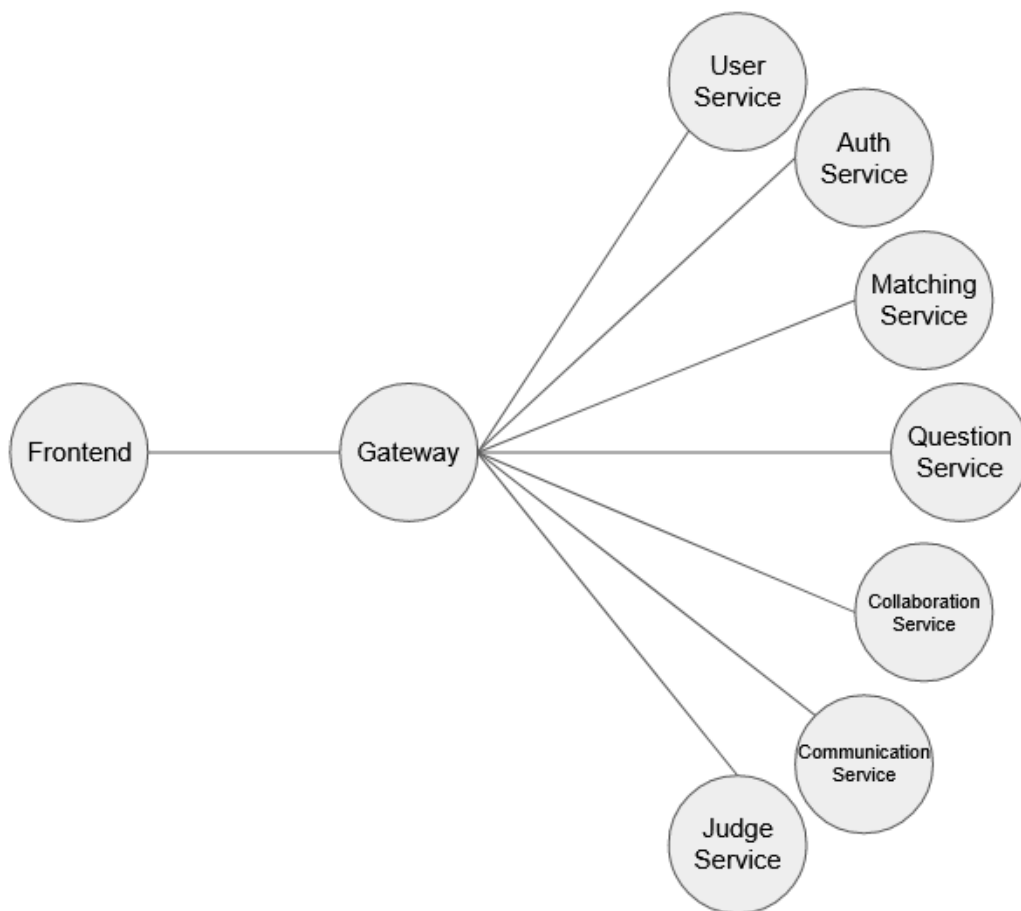 User
Service
Auth
Service
Matching
Service
Frontend
Gateway
Question
Service
Collaboration
Service
Communication
Service
Judge
Service